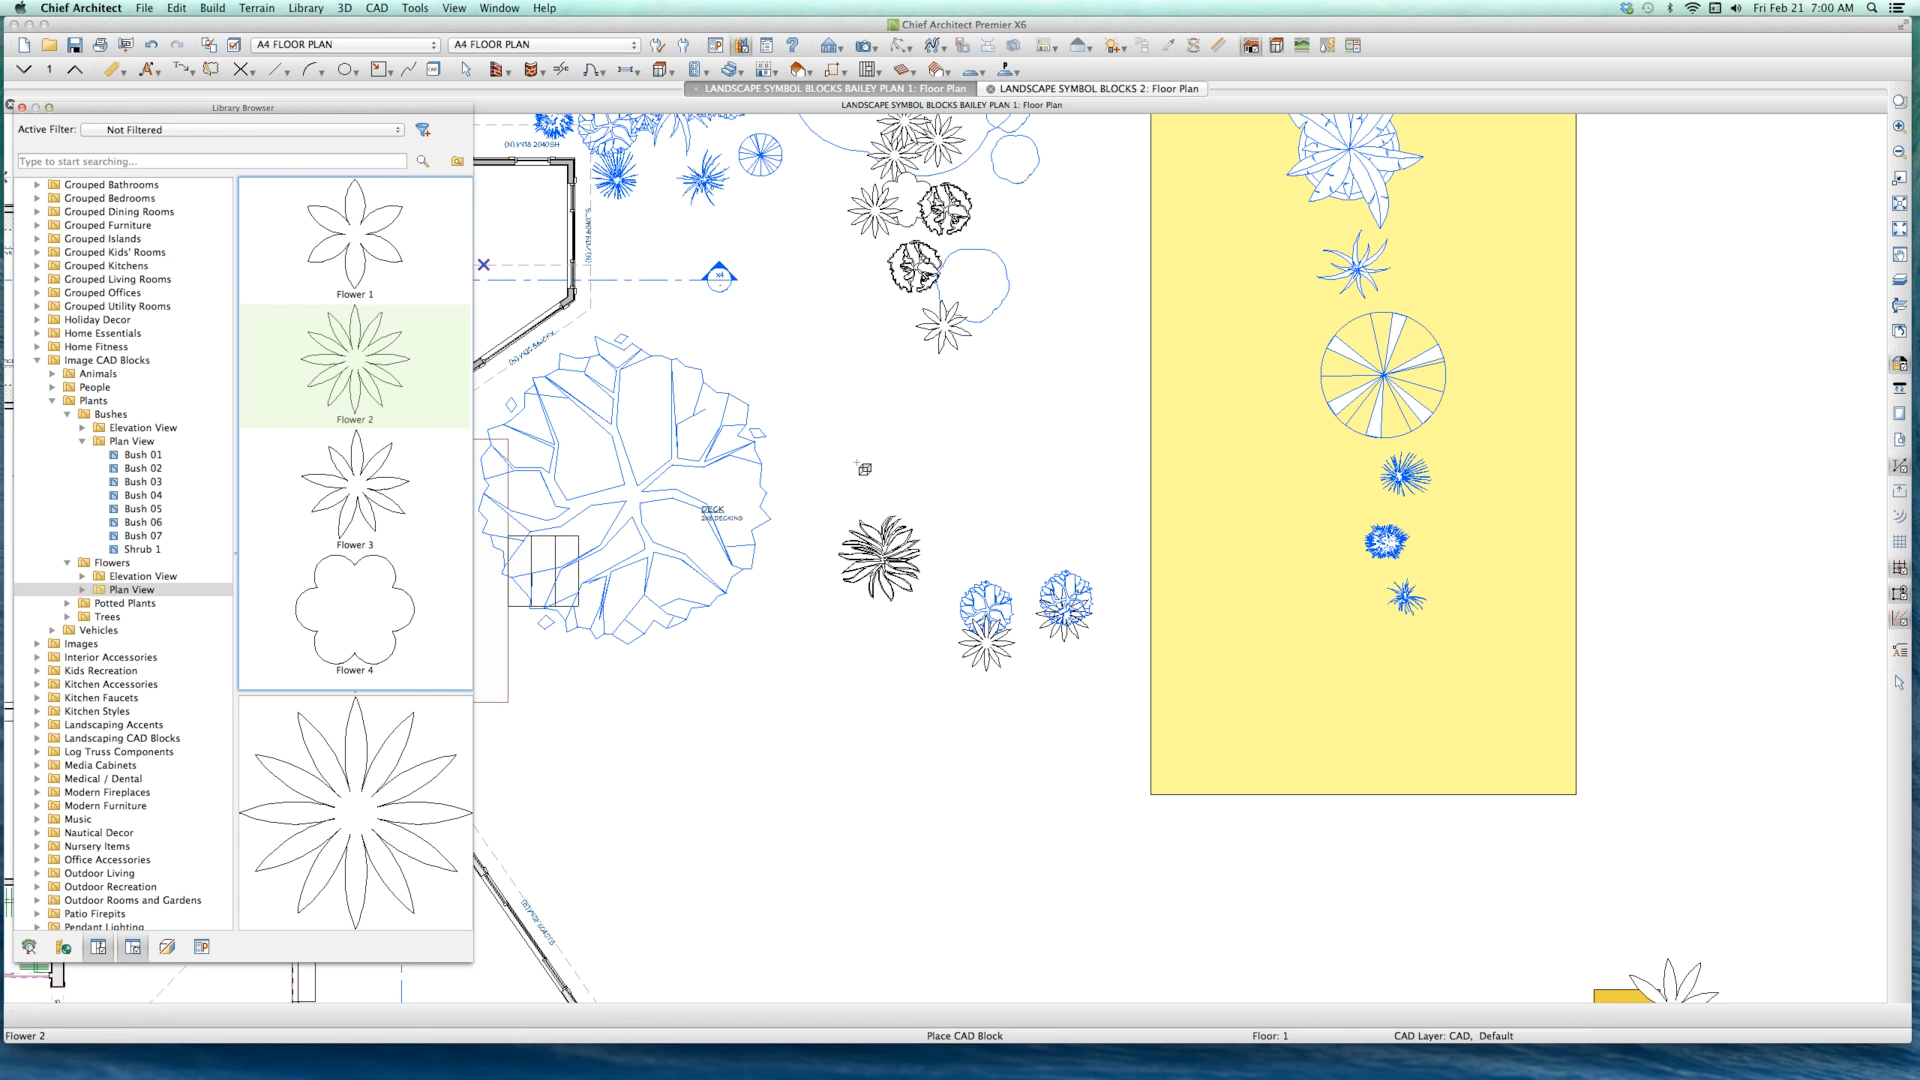 Chief Architect File Edit Build Terrain Library 3D CAD Tools View Window Help
Fri Feb 21 7:00 AM
Chief Architect Premier X6
A4 FLOOR PLAN
A4 FLOOR PLAN
1
LANDSCAPE SYMBOL BLOCKS BAILEY PLAN 1: Floor Plan
LANDSCAPE SYMBOL BLOCKS 2: Floor Plan
LANDSCAPE SYMBOL BLOCKS BAILEY PLAN 1: Floor Plan
Library Browser
Active Filter: Not Filtered
Type to start searching...
Grouped Bathrooms
Grouped Bedrooms
Grouped Dining Rooms
Grouped Furniture
Grouped Islands
Grouped Kids' Rooms
Grouped Kitchens
Grouped Living Rooms
Grouped Offices
Grouped Utility Rooms
Holiday Decor
Home Essentials
Home Fitness
Image CAD Blocks
Animals
People
Plants
Bushes
Elevation View
Plan View
Bush 01
Bush 02
Bush 03
Bush 04
Bush 05
Bush 06
Bush 07
Shrub 1
Flowers
Elevation View
Plan View
Potted Plants
Trees
Vehicles
Images
Interior Accessories
Kids Recreation
Kitchen Accessories
Kitchen Faucets
Kitchen Styles
Landscaping Accents
Landscaping CAD Blocks
Log Truss Components
Media Cabinets
Medical / Dental
Modern Fireplaces
Modern Furniture
Music
Nautical Decor
Nursery Items
Office Accessories
Outdoor Living
Outdoor Recreation
Outdoor Rooms and Gardens
Patio Firepits
Pendant Lighting
Flower 1
Flower 2
Flower 3
Flower 4
x4
DECK
2X6 DECKING
Flower 2
Place CAD Block
Floor: 1
CAD Layer: CAD, Default